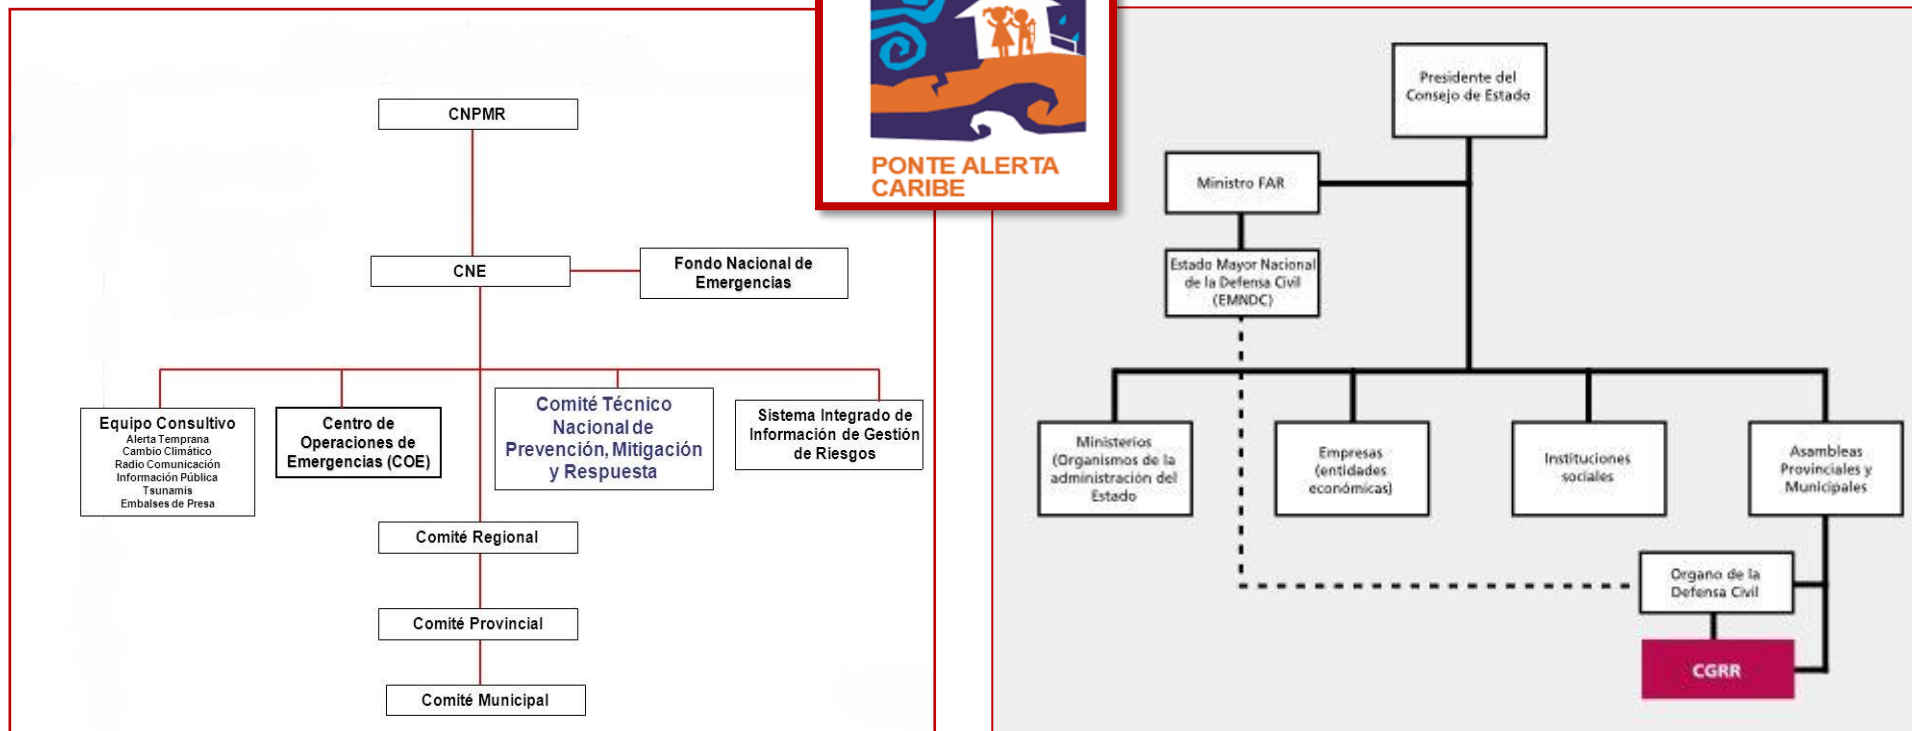 CNPMR
CNE
Fondo Nacional de
Emergencias
Equipo Consultivo
Alerta Temprana
Cambio Climático
Radio Comunicación
Información Pública
Tsunamis
Embalses de Presa
Centro de
Operaciones de
Emergencias (COE)
Comité Técnico
Nacional de
Prevención, Mitigación
y Respuesta
Sistema Integrado de
Información de Gestión
de Riesgos
Comité Regional
Comité Provincial
Comité Municipal
PONTE ALERTA
CARIBE
Presidente del
Consejo de Estado
Ministro FAR
Estado Mayor Nacional
de la Defensa Civil
(EMNDC)
Ministerios
(Organismos de la
administración del
Estado
Empresas
(entidades
económicas)
Instituciones
sociales
Asambleas
Provinciales y
Municipales
Organo de la
Defensa Civil
CGRR